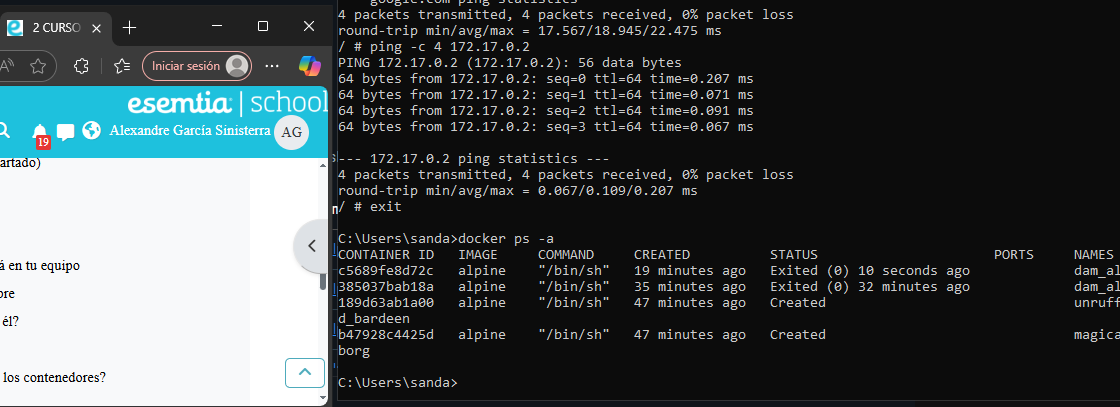 2 CURSO
Iniciar sesión
esemtia | school
19
Alexandre García Sinisterra AG
artado)
á en tu equipo
bre
él?
los contenedores?
google.com ping statistics ---
4 packets transmitted, 4 packets received, 0% packet loss
round-trip min/avg/max = 17.567/18.945/22.475 ms
/ # ping -c 4 172.17.0.2
PING 172.17.0.2 (172.17.0.2): 56 data bytes
64 bytes from 172.17.0.2: seq=0 ttl=64 time=0.207 ms
64 bytes from 172.17.0.2: seq=1 ttl=64 time=0.071 ms
64 bytes from 172.17.0.2: seq=2 ttl=64 time=0.091 ms
64 bytes from 172.17.0.2: seq=3 ttl=64 time=0.067 ms
--- 172.17.0.2 ping statistics ---
4 packets transmitted, 4 packets received, 0% packet loss
round-trip min/avg/max = 0.067/0.109/0.207 ms
/ # exit
C:\Users\sanda>docker ps -a
CONTAINER ID IMAGE COMMAND CREATED STATUS PORTS NAMES
c5689fe8d72c alpine "/bin/sh" 19 minutes ago Exited (0) 10 seconds ago dam_al
385037bab18a alpine "/bin/sh" 35 minutes ago Exited (0) 32 minutes ago dam_al
189d63ab1a00 alpine "/bin/sh" 47 minutes ago Created unruff
d_bardeen
b47928c4425d alpine "/bin/sh" 47 minutes ago Created magica
borg
C:\Users\sanda>